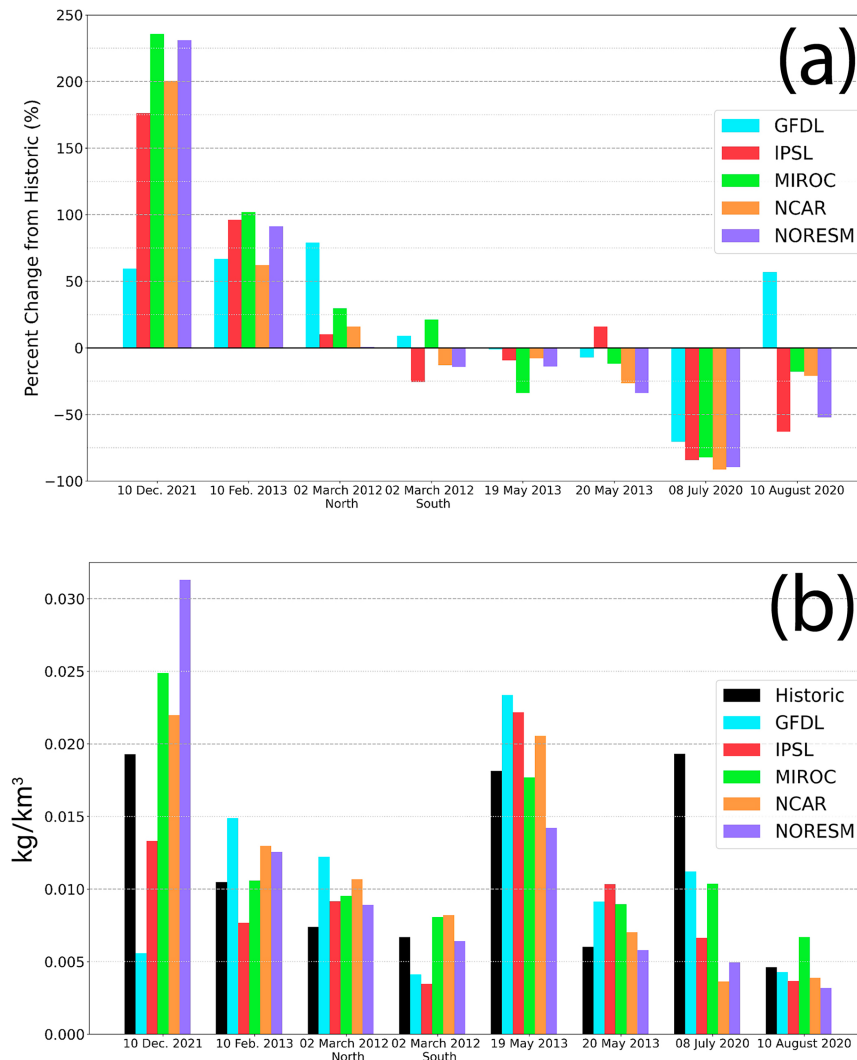 (a)
Percent Change from Historic (%)
250
200
150
100
50
0
−50
−100
GFDL
IPSL
MIROC
NCAR
NORESM
10 Dec. 2021
10 Feb. 2013
02 March 2012
North
02 March 2012
South
19 May 2013
20 May 2013
08 July 2020
10 August 2020
(b)
kg/km³
0.030
0.025
0.020
0.015
0.010
0.005
0.000
Historic
GFDL
IPSL
MIROC
NCAR
NORESM
10 Dec. 2021
10 Feb. 2013
02 March 2012
North
02 March 2012
South
19 May 2013
20 May 2013
08 July 2020
10 August 2020